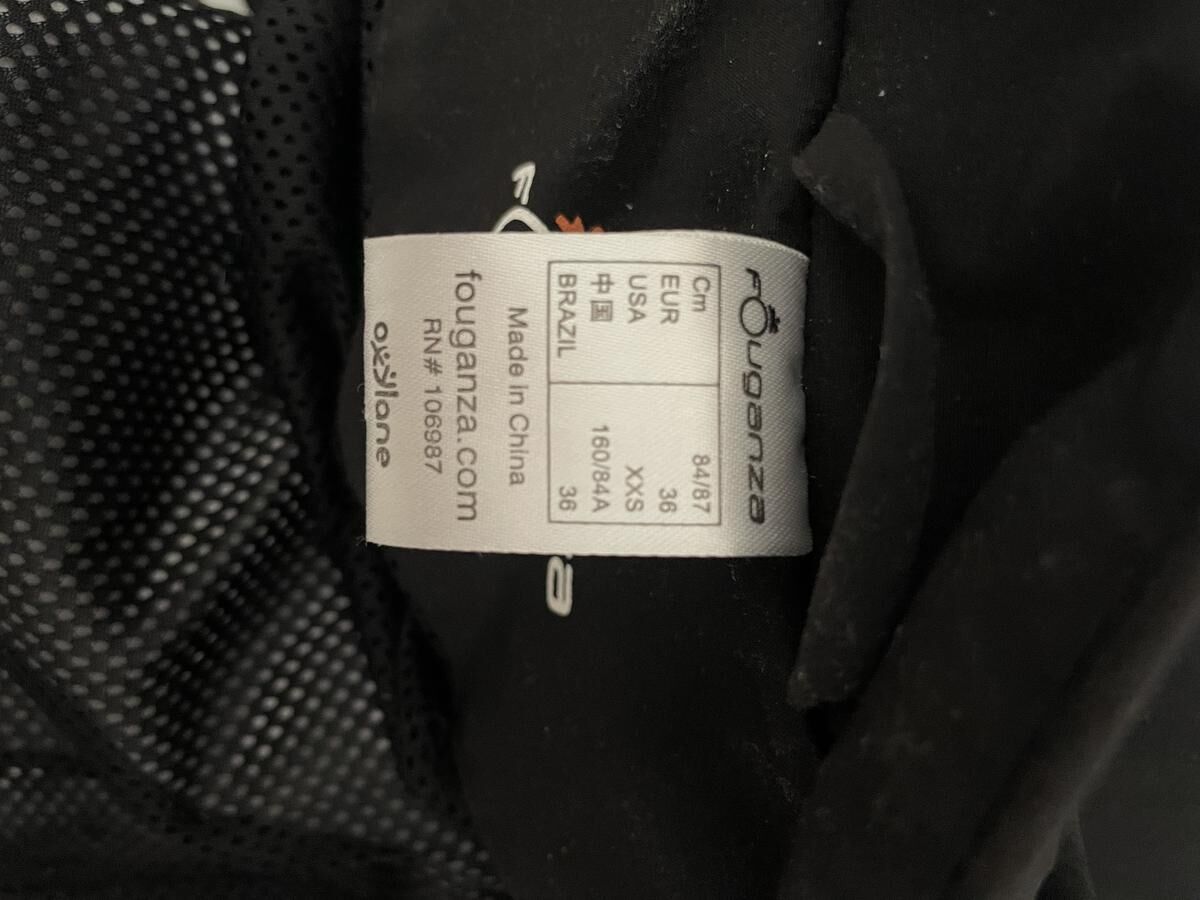 Fouganza
Cm 84/87
EUR 36
USA XXS
中国 160/84A
BRAZIL 36
Made in China
fouganza.com
RN# 106987
oxylane